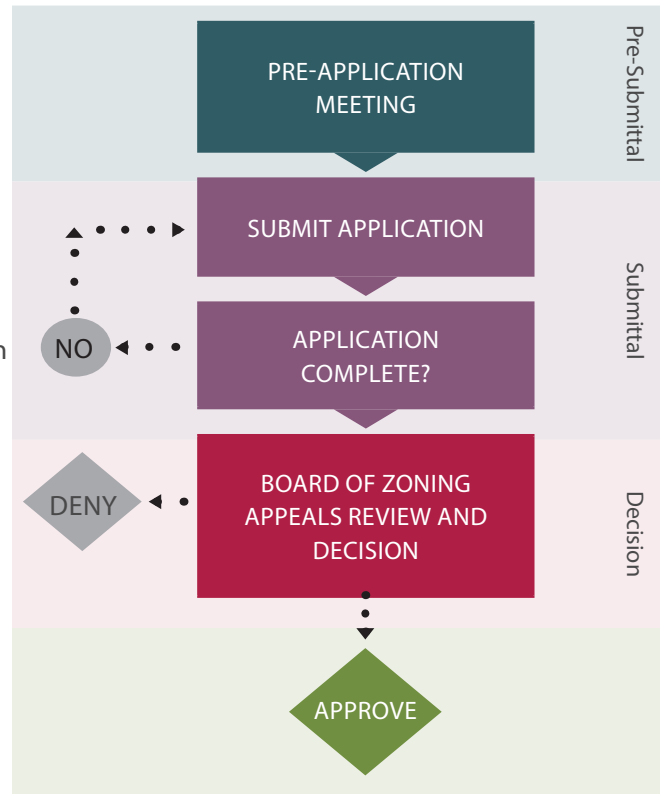 PRE-APPLICATION
MEETING
Pre-Submittal
SUBMIT APPLICATION
Submittal
n
NO
APPLICATION
COMPLETE?
DENY
BOARD OF ZONING
APPEALS REVIEW AND
DECISION
Decision
APPROVE